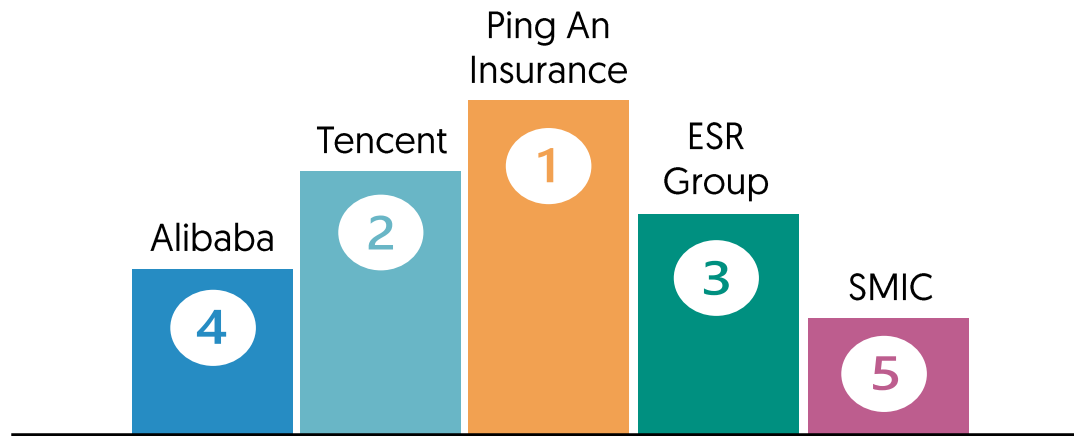 Ping An
Insurance
1
Tencent
2
ESR
Group
3
Alibaba
4
SMIC
5